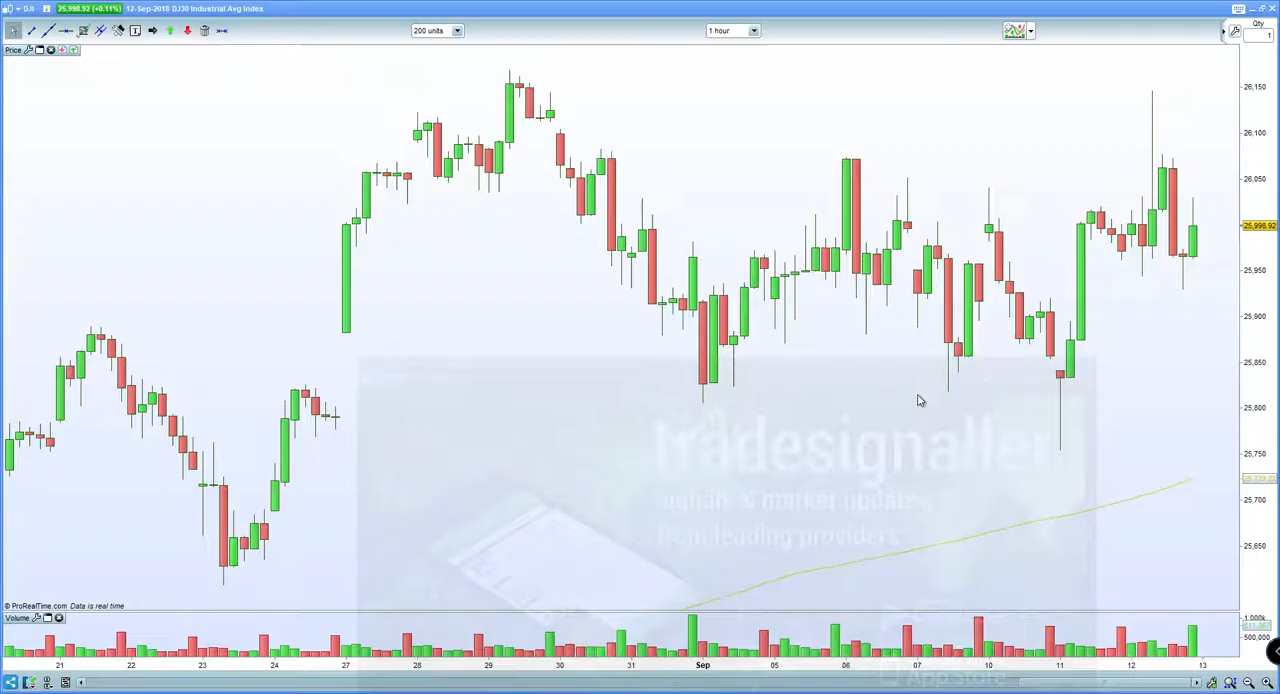 DJI 25,998.92 (+0.11%) 12-Sep-2018 DJ30 Industrial Avg Index
200 units
1 hour
Qty
1
Price
26,150
26,100
26,050
25,998.92
25,950
25,900
25,850
25,800
25,750
25,700
25,650
tradesignaller
signals & market updates
from leading providers
App Store
© ProRealTime.com Data is real time
Volume
1,000k
500,000
21 22 23 24 27 28 29 30 31 Sep 05 06 07 10 11 12 13